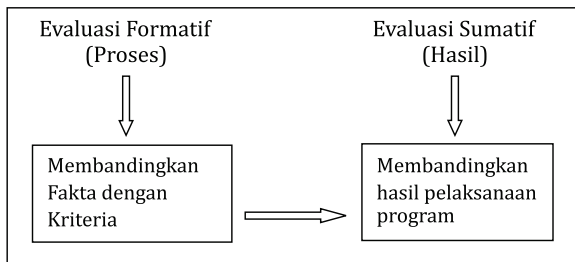 Evaluasi Formatif
(Proses)
Evaluasi Sumatif
(Hasil)
Membandingkan
Fakta dengan
Kriteria
Membandingkan
hasil pelaksanaan
program